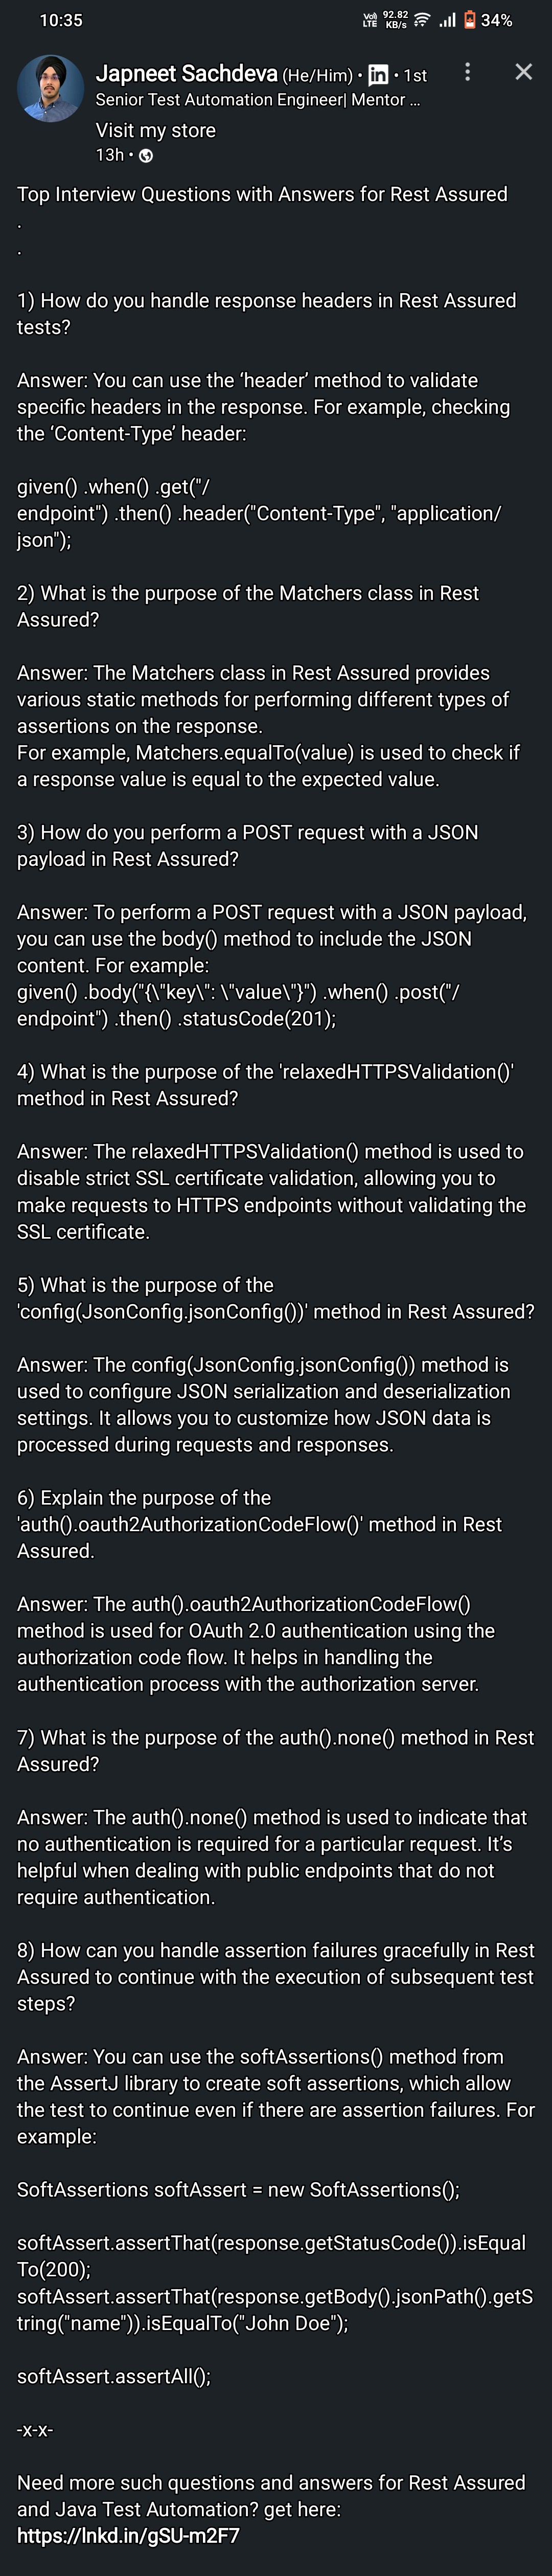 10:35
Vo) LTE 92.82 KB/s 34%
Japneet Sachdeva (He/Him) • in • 1st
Senior Test Automation Engineer| Mentor ...
Visit my store
13h •
Top Interview Questions with Answers for Rest Assured
.
.
1) How do you handle response headers in Rest Assured
tests?
Answer: You can use the ‘header’ method to validate
specific headers in the response. For example, checking
the ‘Content-Type’ header:
given() .when() .get("/
endpoint") .then() .header("Content-Type", "application/
json");
2) What is the purpose of the Matchers class in Rest
Assured?
Answer: The Matchers class in Rest Assured provides
various static methods for performing different types of
assertions on the response.
For example, Matchers.equalTo(value) is used to check if
a response value is equal to the expected value.
3) How do you perform a POST request with a JSON
payload in Rest Assured?
Answer: To perform a POST request with a JSON payload,
you can use the body() method to include the JSON
content. For example:
given() .body("{\"key\": \"value\"}") .when() .post("/
endpoint") .then() .statusCode(201);
4) What is the purpose of the 'relaxedHTTPSValidation()'
method in Rest Assured?
Answer: The relaxedHTTPSValidation() method is used to
disable strict SSL certificate validation, allowing you to
make requests to HTTPS endpoints without validating the
SSL certificate.
5) What is the purpose of the
'config(JsonConfig.jsonConfig())' method in Rest Assured?
Answer: The config(JsonConfig.jsonConfig()) method is
used to configure JSON serialization and deserialization
settings. It allows you to customize how JSON data is
processed during requests and responses.
6) Explain the purpose of the
'auth().oauth2AuthorizationCodeFlow()' method in Rest
Assured.
Answer: The auth().oauth2AuthorizationCodeFlow()
method is used for OAuth 2.0 authentication using the
authorization code flow. It helps in handling the
authentication process with the authorization server.
7) What is the purpose of the auth().none() method in Rest
Assured?
Answer: The auth().none() method is used to indicate that
no authentication is required for a particular request. It’s
helpful when dealing with public endpoints that do not
require authentication.
8) How can you handle assertion failures gracefully in Rest
Assured to continue with the execution of subsequent test
steps?
Answer: You can use the softAssertions() method from
the AssertJ library to create soft assertions, which allow
the test to continue even if there are assertion failures. For
example:
SoftAssertions softAssert = new SoftAssertions();
softAssert.assertThat(response.getStatusCode()).isEqual
To(200);
softAssert.assertThat(response.getBody().jsonPath().getS
tring("name")).isEqualTo("John Doe");
softAssert.assertAll();
-x-x-
Need more such questions and answers for Rest Assured
and Java Test Automation? get here:
https://lnkd.in/gSU-m2F7